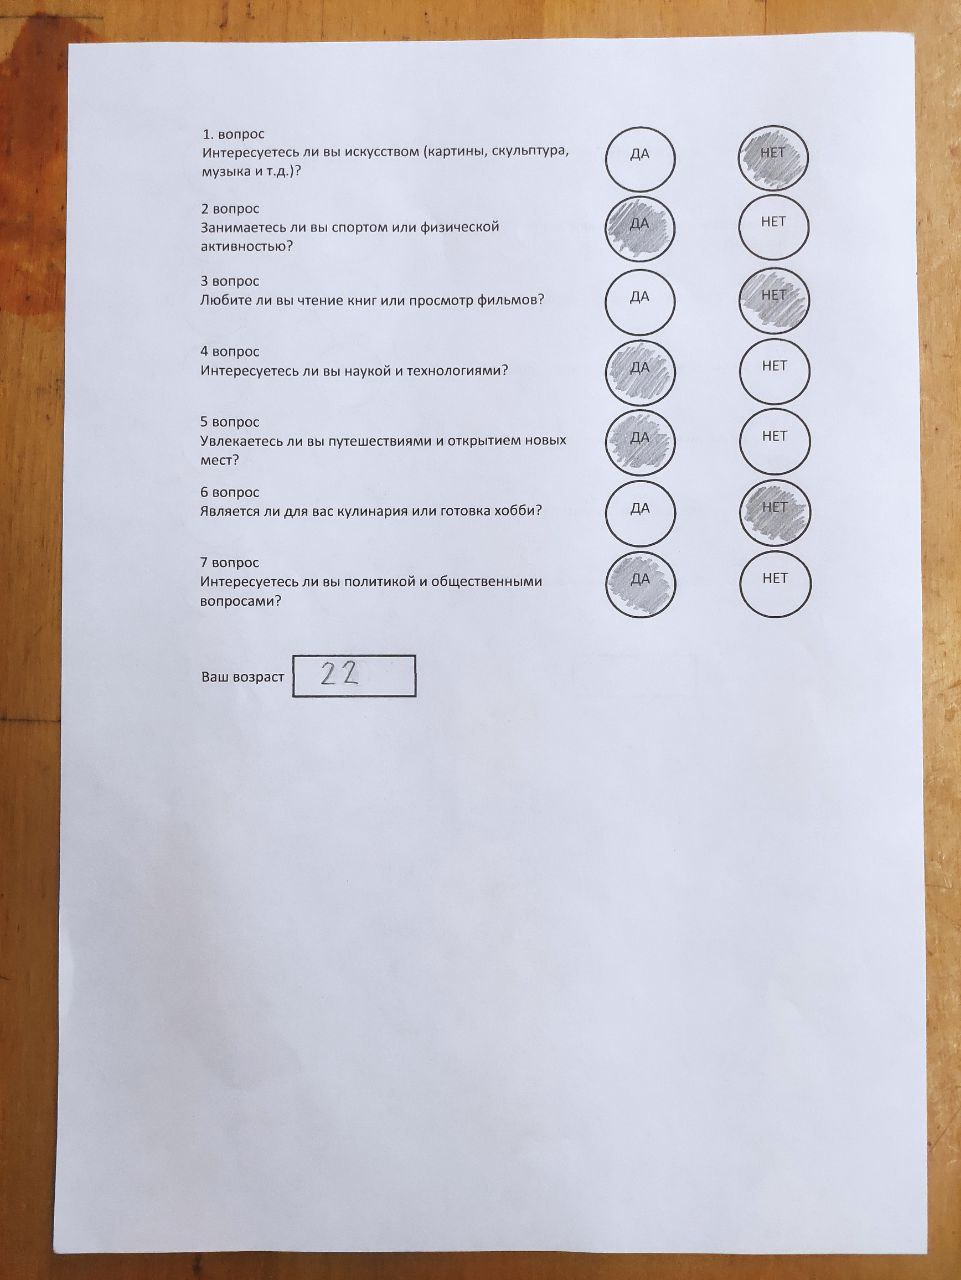 1. вопрос
Интересуетесь ли вы искусством (картины, скульптура, ДА НЕТ
музыка и т.д.)?
2 вопрос
Занимаетесь ли вы спортом или физической ДА НЕТ
активностью?
3 вопрос
Любите ли вы чтение книг или просмотр фильмов? ДА НЕТ
4 вопрос
Интересуетесь ли вы наукой и технологиями? ДА НЕТ
5 вопрос
Увлекаетесь ли вы путешествиями и открытием новых ДА НЕТ
мест?
6 вопрос
Является ли для вас кулинария или готовка хобби? ДА НЕТ
7 вопрос
Интересуетесь ли вы политикой и общественными ДА НЕТ
вопросами?
Ваш возраст 22